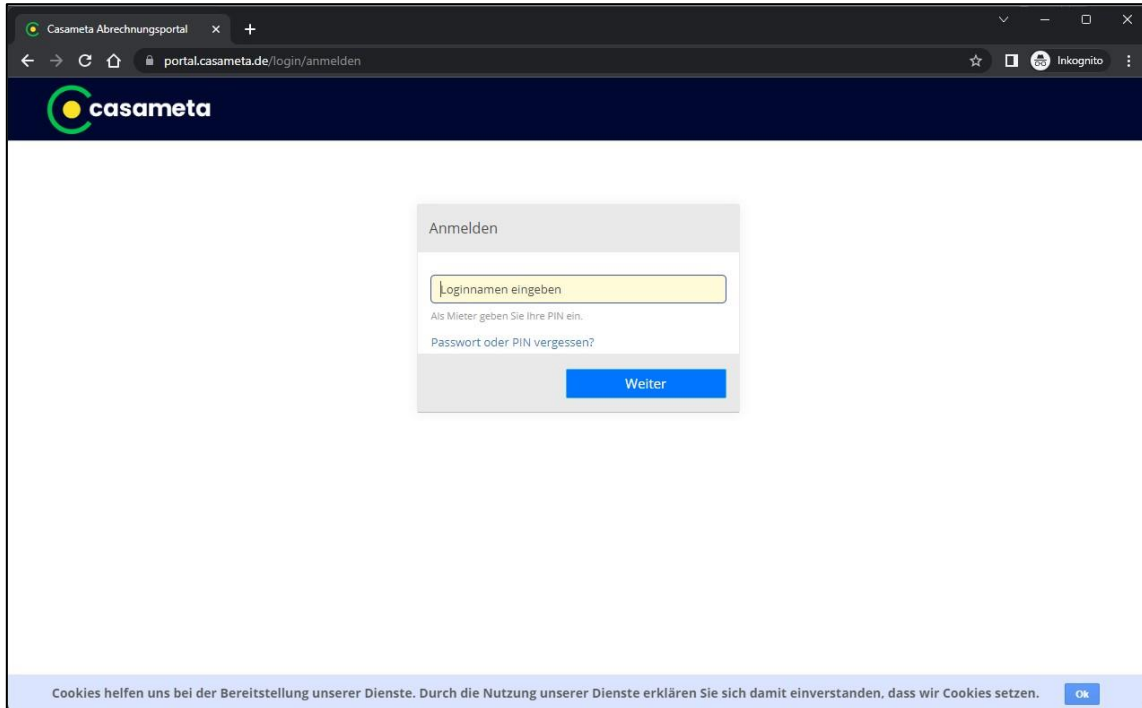 Casameta Abrechnungsportal
portal.casameta.de/login/anmelden
Inkognito
casameta
Anmelden
Loginnamen eingeben
Als Mieter geben Sie Ihre PIN ein.
Passwort oder PIN vergessen?
Weiter
Cookies helfen uns bei der Bereitstellung unserer Dienste. Durch die Nutzung unserer Dienste erklären Sie sich damit einverstanden, dass wir Cookies setzen. Ok